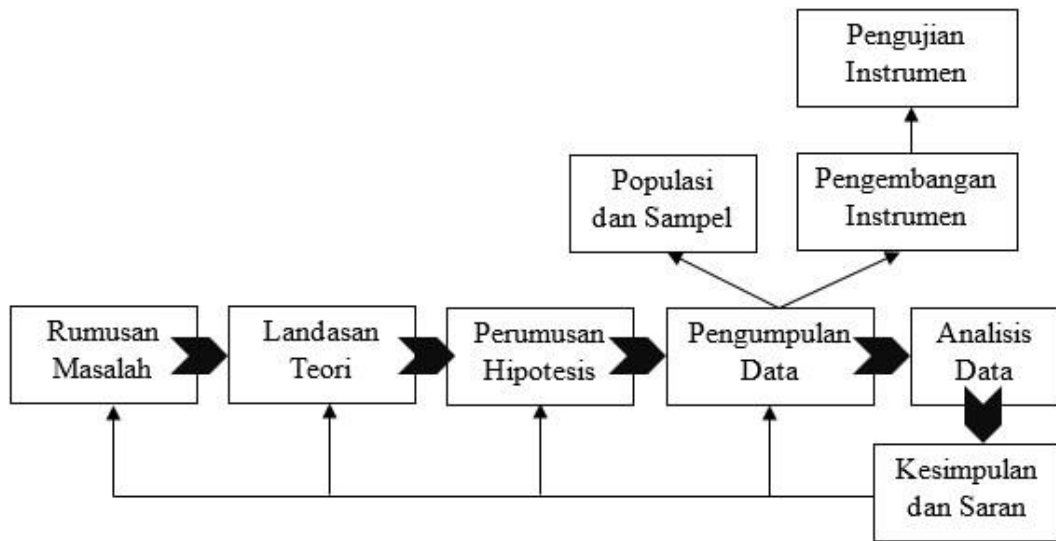 Pengujian
Instrumen
Populasi
dan Sampel
Pengembangan
Instrumen
Rumusan
Masalah
Landasan
Teori
Perumusan
Hipotesis
Pengumpulan
Data
Analisis
Data
Kesimpulan
dan Saran